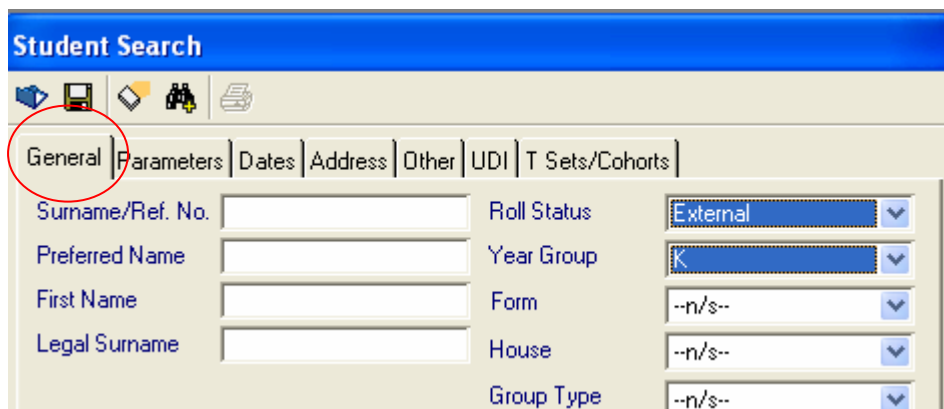 Student Search
General Parameters Dates Address Other UDI T Sets/Cohorts
Surname/Ref. No. Roll Status External
Preferred Name Year Group K
First Name Form --n/s--
Legal Surname House --n/s--
Group Type --n/s--